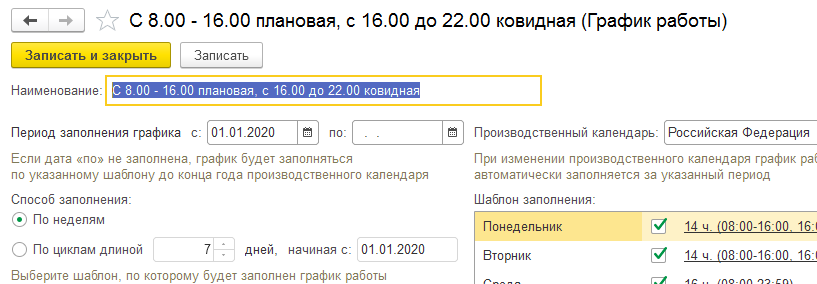 С 8.00 - 16.00 плановая, с 16.00 до 22.00 ковидная (График работы)
Записать и закрыть Записать
Наименование: С 8.00 - 16.00 плановая, с 16.00 до 22.00 ковидная
Период заполнения графика с: 01.01.2020 по: . . Производственный календарь: Российская Федерация
Если дата «по» не заполнена, график будет заполняться
по указанному шаблону до конца года производственного календаря
При изменении производственного календаря график
автоматически заполняется за указанный период
Способ заполнения:
По неделям
По циклам длиной 7 дней, начиная с: 01.01.2020
Выберите шаблон, по которому будет заполнен график работы
Шаблон заполнения:
Понедельник 14 ч. (08:00-16:00, 16:
Вторник 14 ч. (08:00-16:00, 16:
Среда 16 ч. (08:00-23:59)